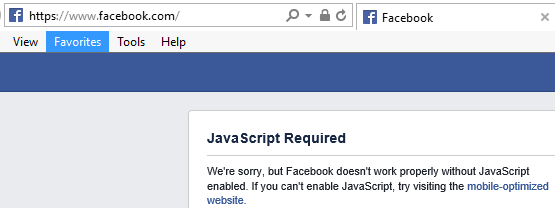 https://www.facebook.com/
Facebook
View Favorites Tools Help
JavaScript Required
We're sorry, but Facebook doesn't work properly without JavaScript
enabled. If you can't enable JavaScript, try visiting the mobile-optimized
website.